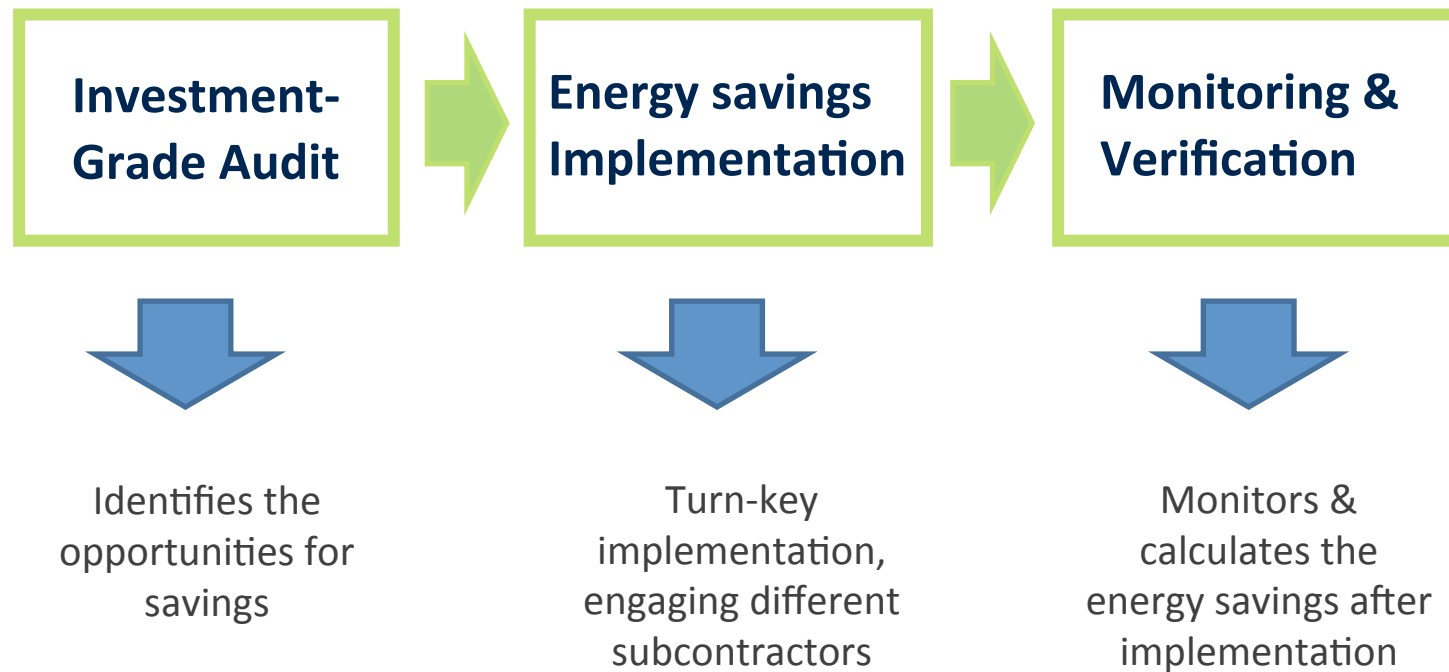 Investment-
Grade Audit
Energy savings
Implementation
Monitoring &
Verification
Identifies the
opportunities for
savings
Turn-key
implementation,
engaging different
subcontractors
Monitors &
calculates the
energy savings after
implementation